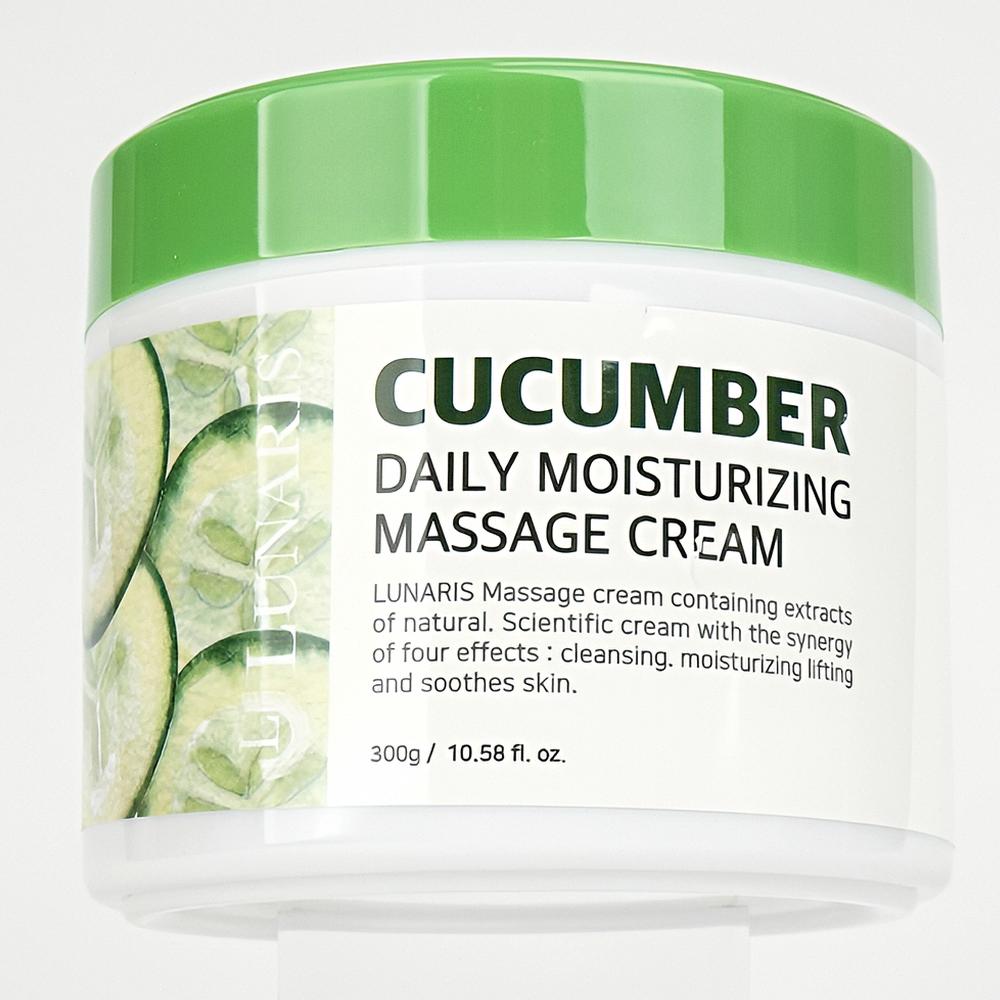 CUCUMBER
DAILY MOISTURIZING
MASSAGE CREAM
LUNARIS Massage cream containing extracts
of natural. Scientific cream with the synergy
of four effects : cleansing. moisturizing lifting
and soothes skin.
300g / 10.58 fl. oz.
LUNARIS